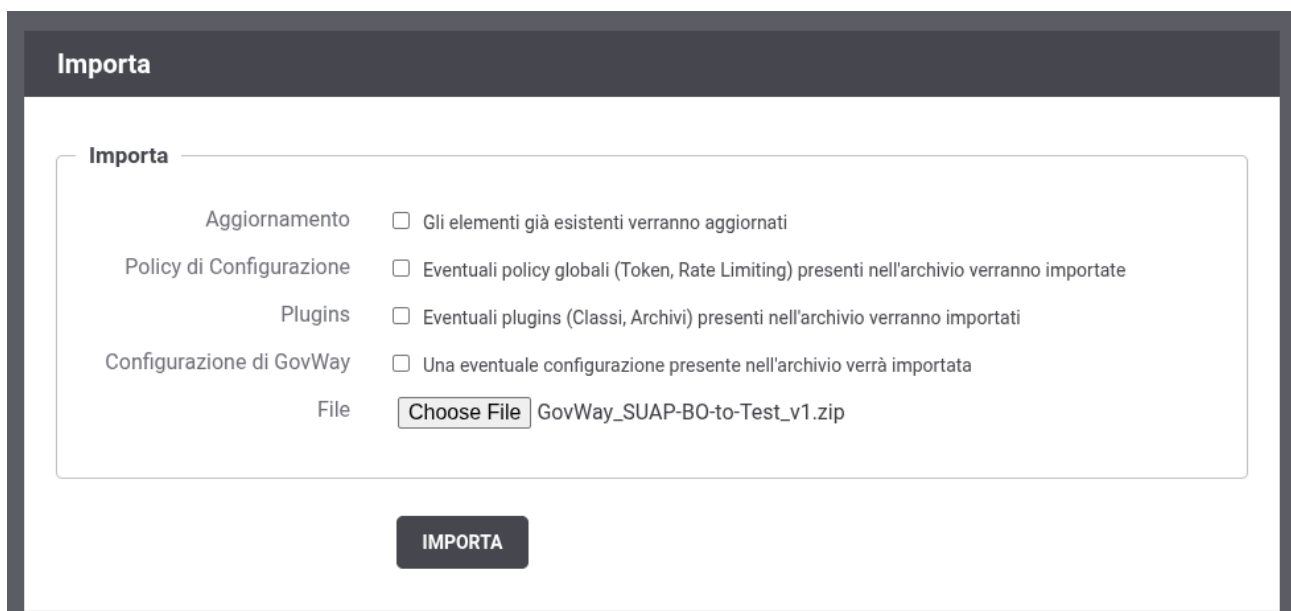 Importa
Importa
Aggiornamento Gli elementi già esistenti verranno aggiornati
Policy di Configurazione Eventuali policy globali (Token, Rate Limiting) presenti nell'archivio verranno importate
Plugins Eventuali plugins (Classi, Archivi) presenti nell'archivio verranno importati
Configurazione di GovWay Una eventuale configurazione presente nell'archivio verrà importata
File Choose File GovWay_SUAP-BO-to-Test_v1.zip
IMPORTA